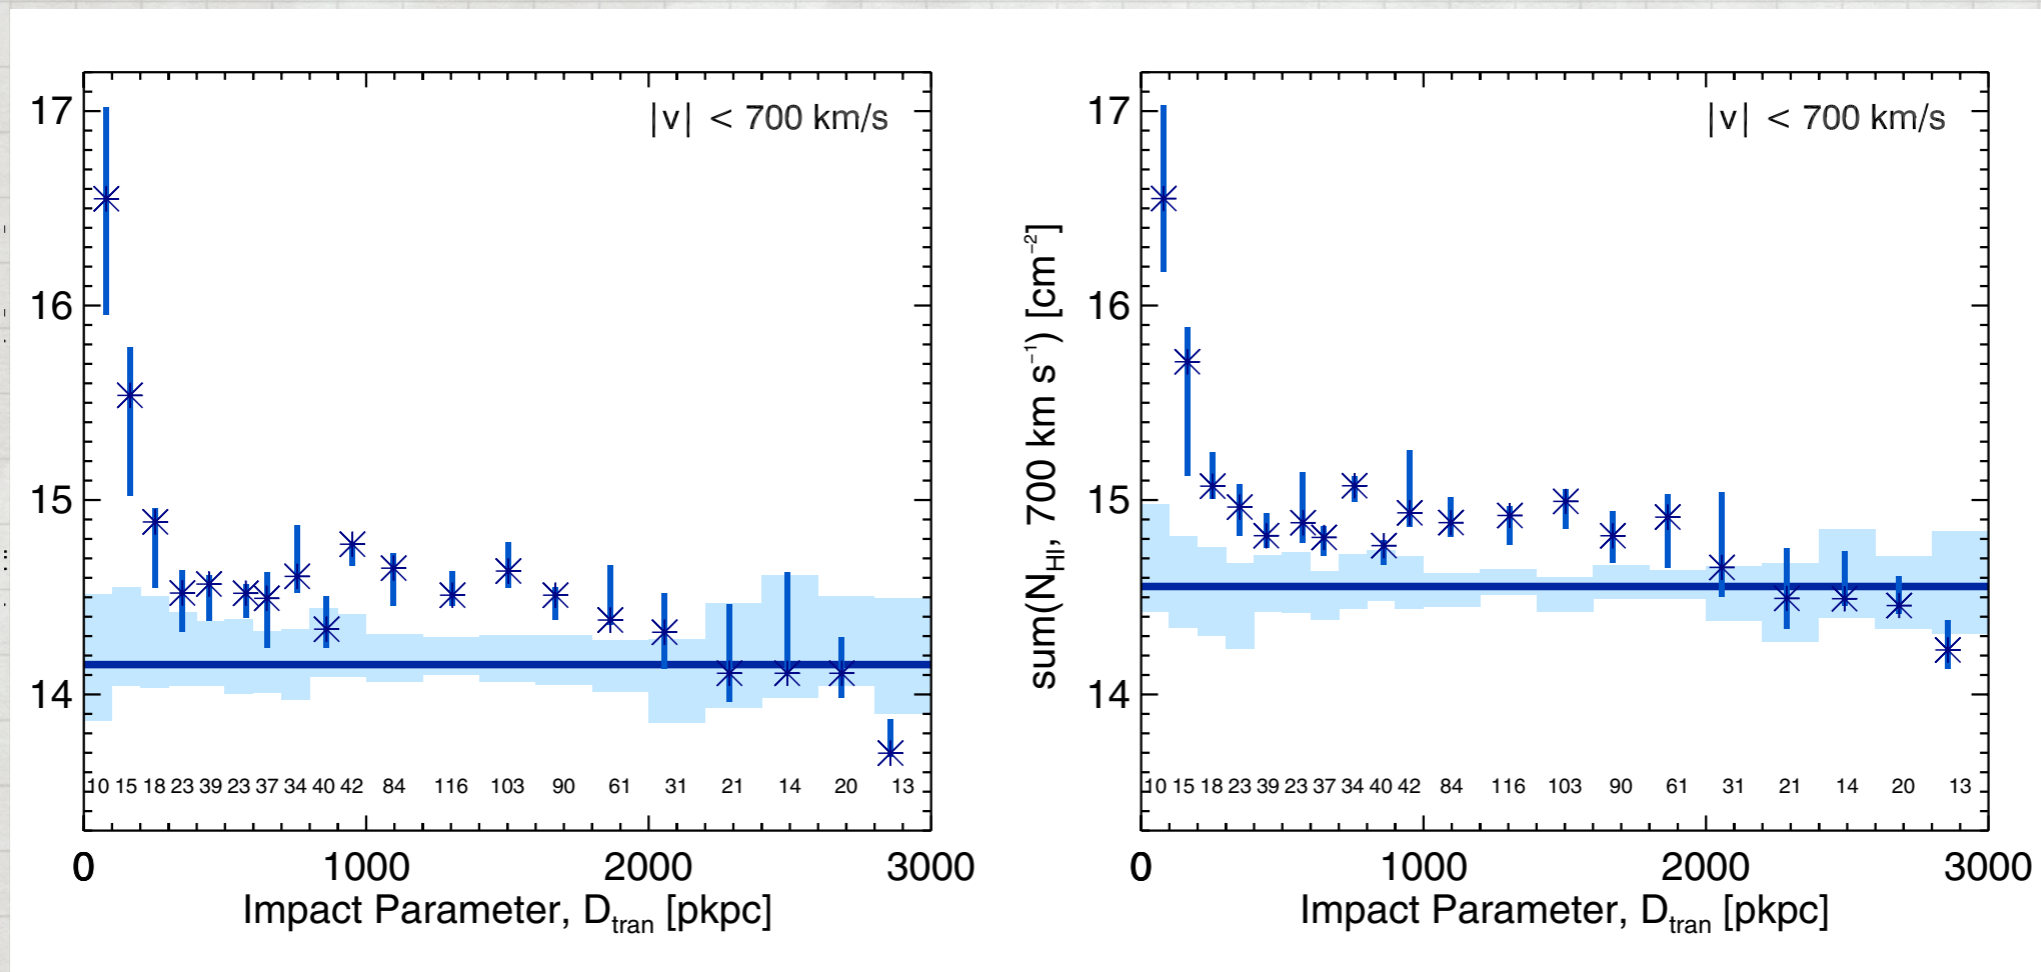 |v| < 700 km/s
17
16
15
14
10 15 18 23 39 23 37 34 40 42 84 116 103 90 61 31 21 14 20 13
0 1000 2000 3000
Impact Parameter, D_tran [pkpc]
|v| < 700 km/s
sum(N_HI, 700 km s⁻¹) [cm⁻²]
17
16
15
14
10 15 18 23 39 23 37 34 40 42 84 116 103 90 61 31 21 14 20 13
0 1000 2000 3000
Impact Parameter, D_tran [pkpc]